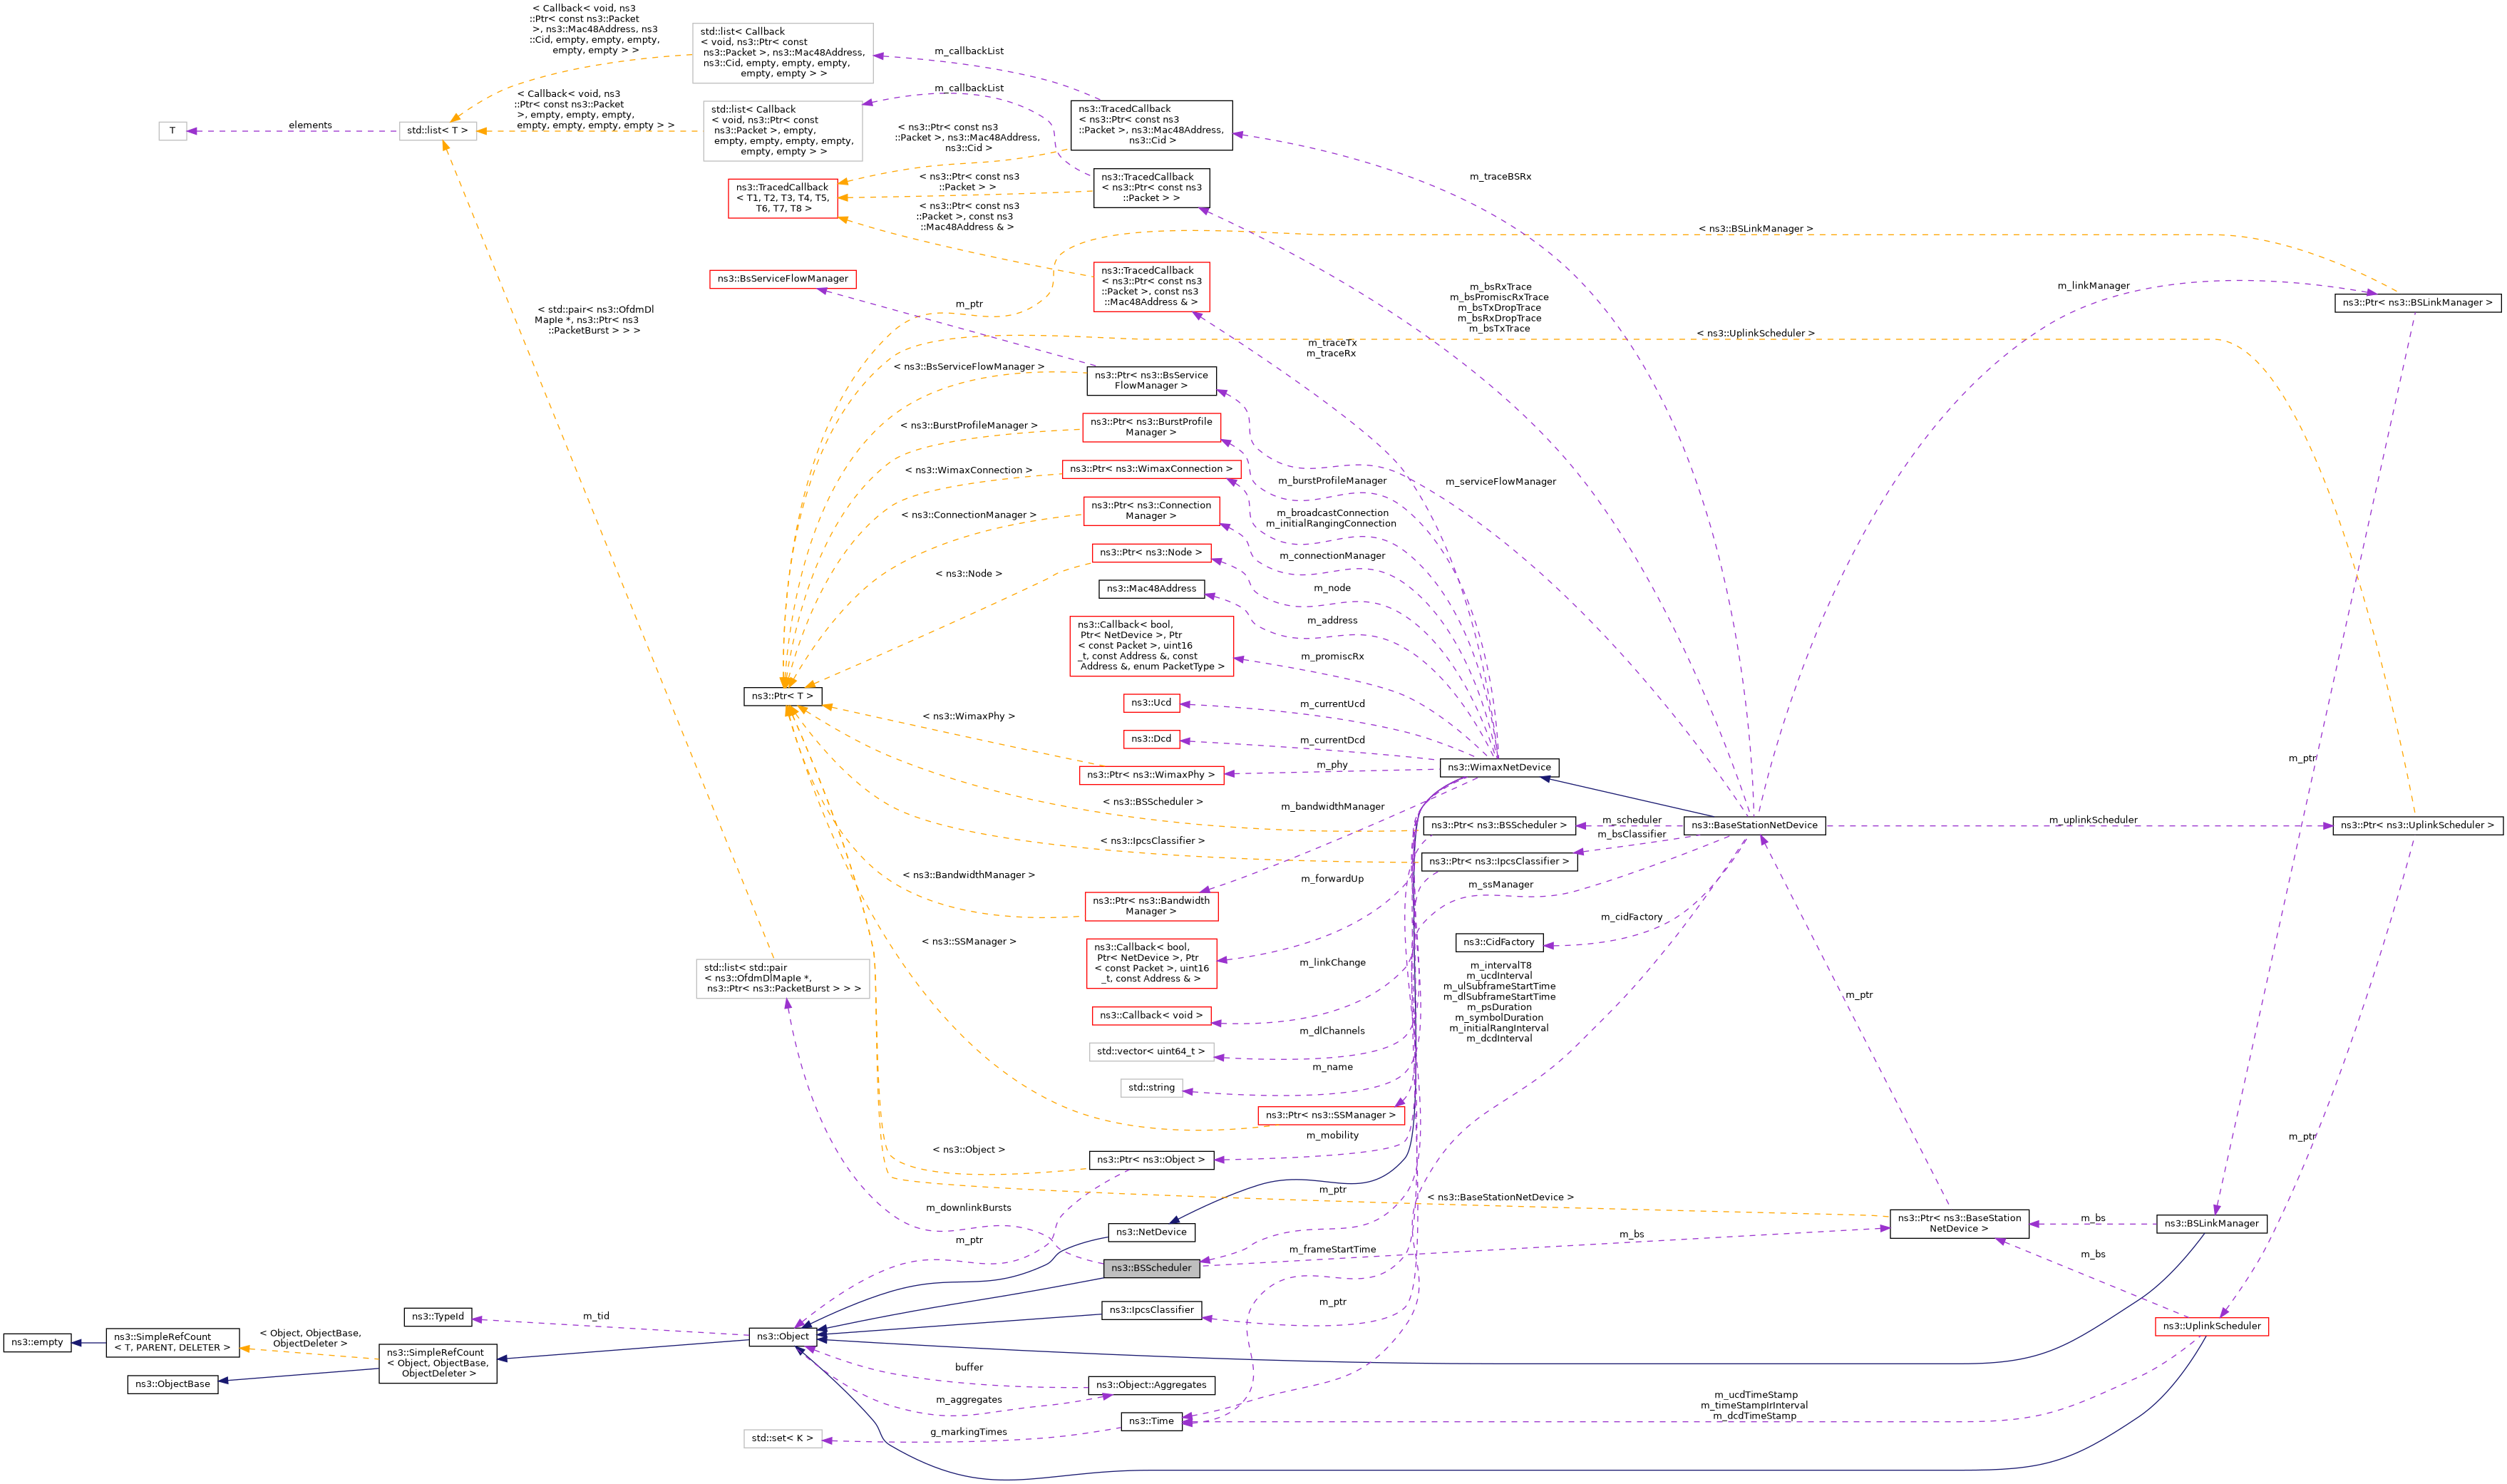 < Callback< void, ns3
::Ptr< const ns3::Packet
>, ns3::Mac48Address, ns3
::Cid, empty, empty, empty,
empty, empty > >
std::list< Callback
< void, ns3::Ptr< const
ns3::Packet >, ns3::Mac48Address,
ns3::Cid, empty, empty, empty,
empty, empty > >
m_callbackList
m_callbackList
T
elements
std::list< T >
< Callback< void, ns3
::Ptr< const ns3::Packet
>, empty, empty, empty,
empty, empty, empty, empty > >
std::list< Callback
< void, ns3::Ptr< const
ns3::Packet >, empty,
empty, empty, empty, empty,
empty, empty > >
ns3::TracedCallback
< ns3::Ptr< const ns3
::Packet >, ns3::Mac48Address,
ns3::Cid >
< ns3::Ptr< const ns3
::Packet >, ns3::Mac48Address,
ns3::Cid >
ns3::TracedCallback
< T1, T2, T3, T4, T5,
T6, T7, T8 >
< ns3::Ptr< const ns3
::Packet > >
ns3::TracedCallback
< ns3::Ptr< const ns3
::Packet > >
m_traceBSRx
< ns3::Ptr< const ns3
::Packet >, const ns3
::Mac48Address & >
< ns3::BSLinkManager >
ns3::BsServiceFlowManager
ns3::TracedCallback
< ns3::Ptr< const ns3
::Packet >, const ns3
::Mac48Address & >
m_bsRxTrace
m_bsPromiscRxTrace
m_bsTxDropTrace
m_bsRxDropTrace
m_bsTxTrace
m_linkManager
ns3::Ptr< ns3::BSLinkManager >
< std::pair< ns3::OfdmDl
MapIe *, ns3::Ptr< ns3
::PacketBurst > > >
m_ptr
m_traceTx
m_traceRx
< ns3::UplinkScheduler >
< ns3::BsServiceFlowManager >
ns3::Ptr< ns3::BsService
FlowManager >
< ns3::BurstProfileManager >
ns3::Ptr< ns3::BurstProfile
Manager >
< ns3::WimaxConnection >
ns3::Ptr< ns3::WimaxConnection >
m_burstProfileManager
m_serviceFlowManager
< ns3::ConnectionManager >
ns3::Ptr< ns3::Connection
Manager >
m_broadcastConnection
m_initialRangingConnection
ns3::Ptr< ns3::Node >
m_connectionManager
< ns3::Node >
ns3::Mac48Address
m_node
ns3::Callback< bool,
Ptr< NetDevice >, Ptr
< const Packet >, uint16
_t, const Address &, const
Address &, enum PacketType >
m_address
m_promiscRx
ns3::Ptr< T >
ns3::Ucd
m_currentUcd
< ns3::WimaxPhy >
ns3::Dcd
m_currentDcd
ns3::Ptr< ns3::WimaxPhy >
m_phy
ns3::WimaxNetDevice
m_ptr
< ns3::BSScheduler >
m_bandwidthManager
ns3::Ptr< ns3::BSScheduler >
m_scheduler
m_bsClassifier
ns3::BaseStationNetDevice
m_uplinkScheduler
ns3::Ptr< ns3::UplinkScheduler >
< ns3::IpcsClassifier >
ns3::Ptr< ns3::IpcsClassifier >
< ns3::BandwidthManager >
m_forwardUp
m_ssManager
ns3::Ptr< ns3::Bandwidth
Manager >
m_cidFactory
< ns3::SSManager >
ns3::CidFactory
ns3::Callback< bool,
Ptr< NetDevice >, Ptr
< const Packet >, uint16
_t, const Address & >
m_linkChange
std::list< std::pair
< ns3::OfdmDlMapIe *,
ns3::Ptr< ns3::PacketBurst > > >
m_intervalT8
m_ucdInterval
m_ulSubframeStartTime
m_dlSubframeStartTime
m_psDuration
m_symbolDuration
m_initialRangInterval
m_dcdInterval
m_ptr
ns3::Callback< void >
m_dlChannels
std::vector< uint64_t >
m_name
std::string
ns3::Ptr< ns3::SSManager >
m_mobility
m_ptr
< ns3::Object >
ns3::Ptr< ns3::Object >
m_ptr
< ns3::BaseStationNetDevice >
m_downlinkBursts
ns3::NetDevice
ns3::Ptr< ns3::BaseStation
NetDevice >
m_bs
ns3::BSLinkManager
m_ptr
m_frameStartTime
m_bs
m_bs
ns3::BSScheduler
ns3::IpcsClassifier
m_ptr
ns3::TypeId
m_tid
ns3::Object
ns3::UplinkScheduler
ns3::empty
ns3::SimpleRefCount
< T, PARENT, DELETER >
< Object, ObjectBase,
ObjectDeleter >
ns3::SimpleRefCount
< Object, ObjectBase,
ObjectDeleter >
ns3::ObjectBase
buffer
ns3::Object::Aggregates
m_aggregates
m_ucdTimeStamp
m_timeStampIrInterval
m_dcdTimeStamp
ns3::Time
std::set< K >
g_markingTimes